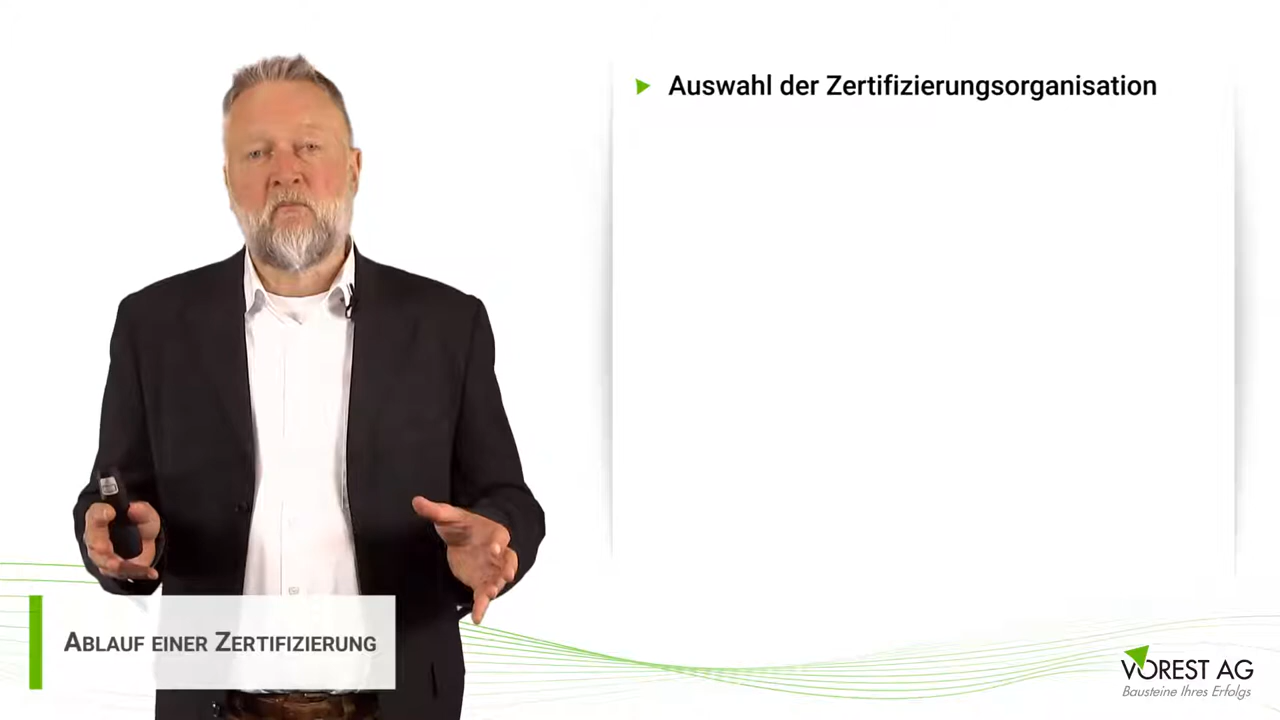 Auswahl der Zertifizierungsorganisation
Ablauf einer Zertifizierung
VOREST AG
Bausteine Ihres Erfolgs